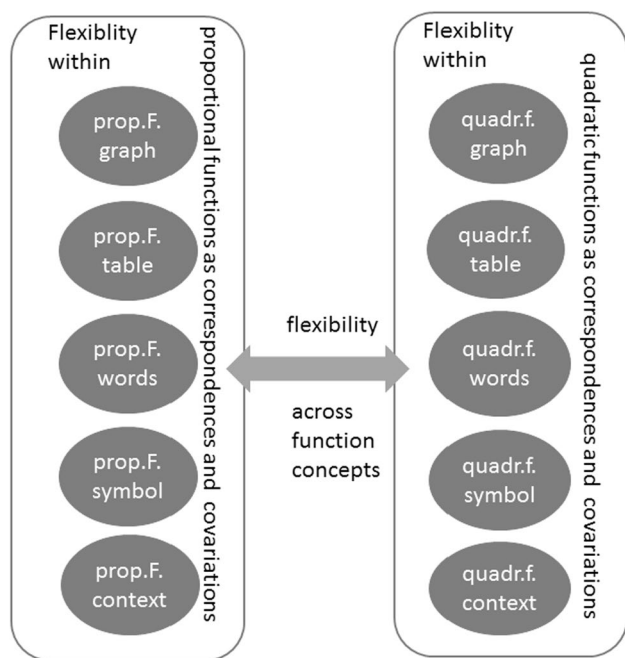 Flexiblity
within
prop.F.
graph
prop.F.
table
prop.F.
words
prop.F.
symbol
prop.F.
context
proportional functions as correspondences and covariations
flexibility
across
function
concepts
Flexiblity
within
quadr.f.
graph
quadr.f.
table
quadr.f.
words
quadr.f.
symbol
quadr.f.
context
quadratic functions as correspondences and covariations